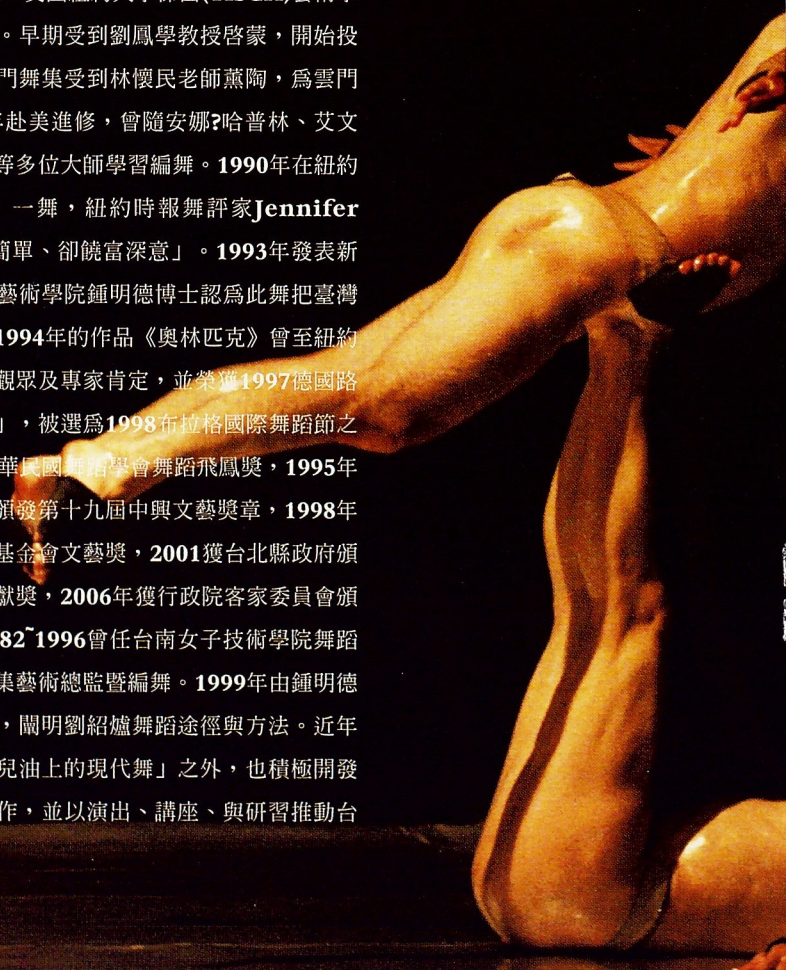 。早期受到劉鳳學教授啓蒙，開始投
門舞集受到林懷民老師薰陶，爲雲門
赴美進修，曾隨安娜?哈普林、艾文
等多位大師學習編舞。1990年在紐約
一舞，紐約時報舞評家Jennifer
簡單、卻饒富深意」。1993年發表新
藝術學院鍾明德博士認爲此舞把臺灣
1994年的作品《奧林匹克》曾至紐約
觀眾及專家肯定，並榮獲1997德國路
」，被選爲1998布拉格國際舞蹈節之
華民國舞蹈學會舞蹈飛鳳獎，1995年
頒發第十九屆中興文藝獎章，1998年
基金會文藝獎，2001獲台北縣政府頒
獻獎，2006年獲行政院客家委員會頒
82~1996曾任台南女子技術學院舞蹈
集藝術總監暨編舞。1999年由鍾明德
，闡明劉紹爐舞蹈途徑與方法。近年
兒油上的現代舞」之外，也積極開發
作，並以演出、講座、與研習推動台